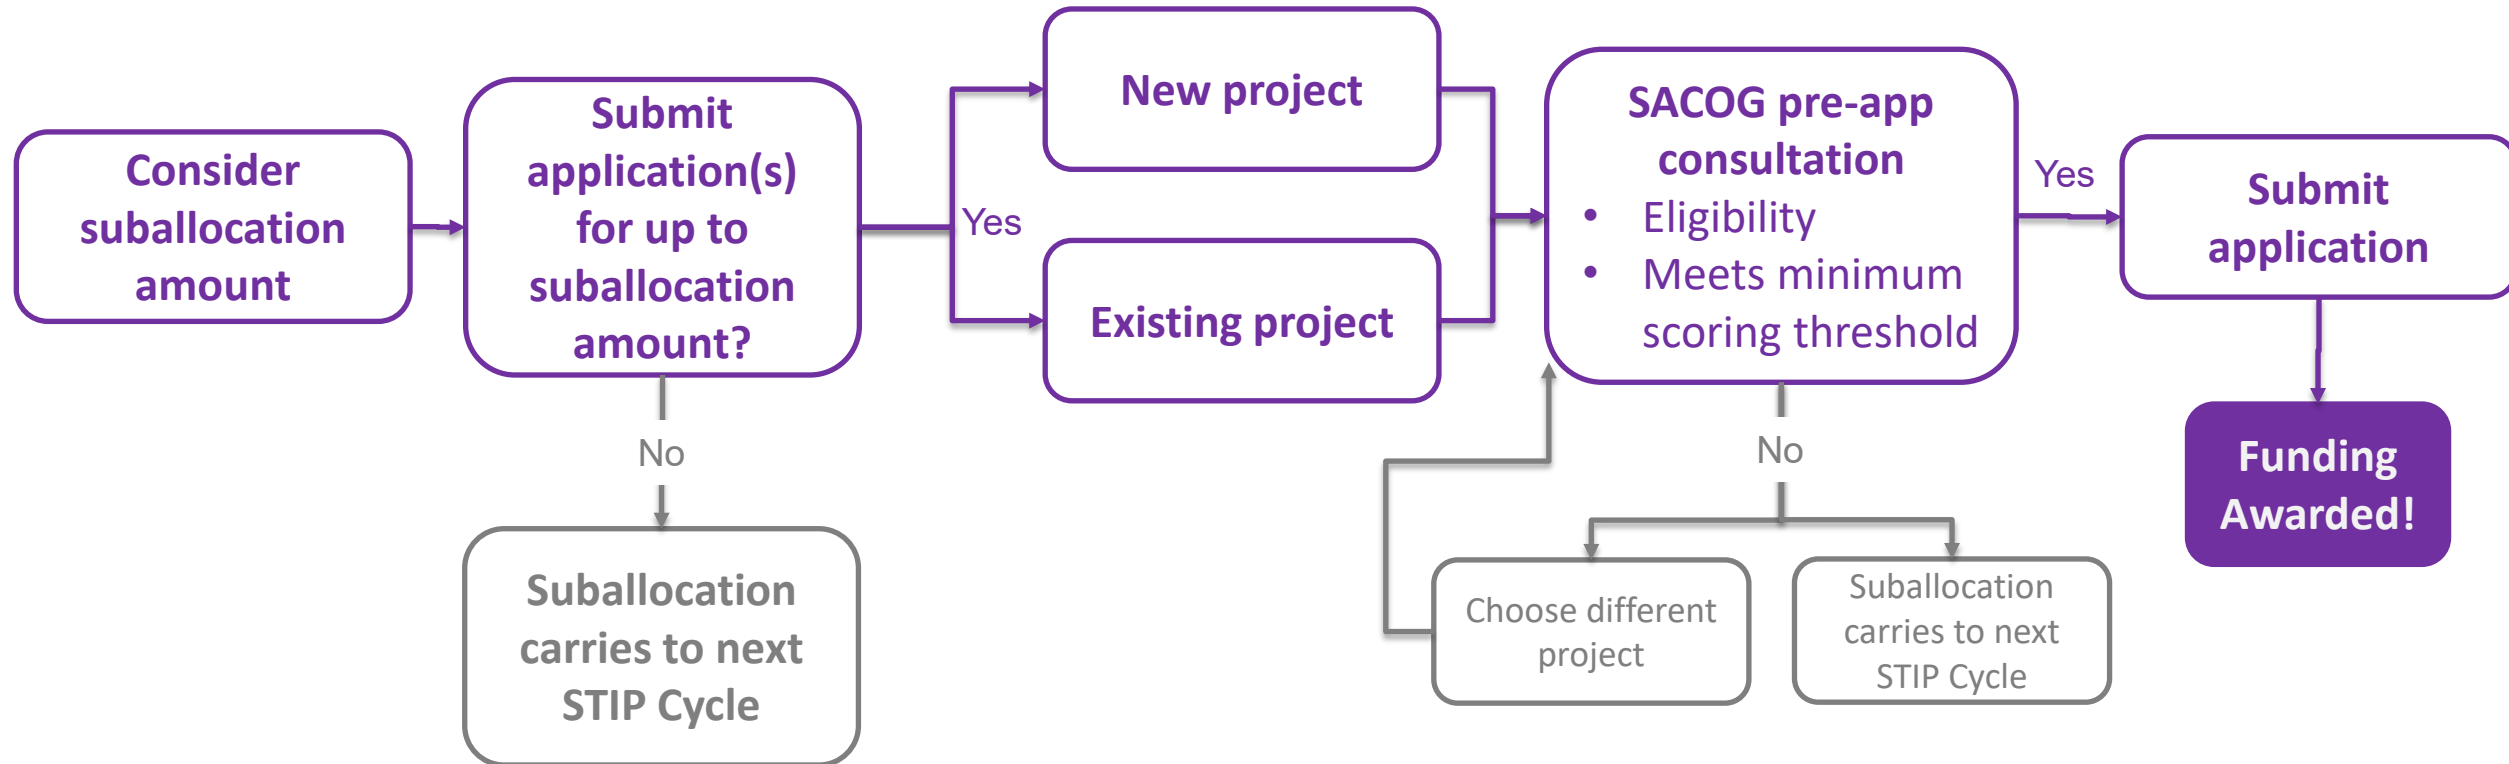 Consider
suballocation
amount
Submit
application(s)
for up to
suballocation
amount?
Yes
No
Suballocation
carries to next
STIP Cycle
New project
Existing project
SACOG pre-app
consultation
• Eligibility
• Meets minimum
scoring threshold
Yes
No
Choose different
project
Suballocation
carries to next
STIP Cycle
Submit
application
Funding
Awarded!